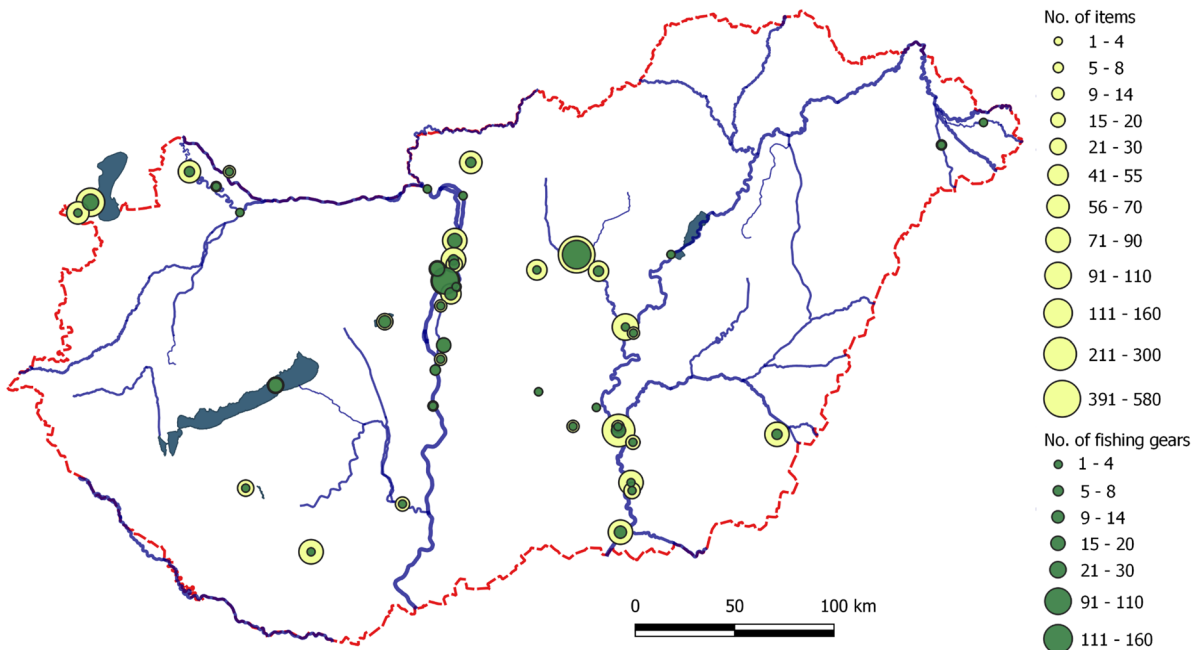 No. of items
1 - 4
5 - 8
9 - 14
15 - 20
21 - 30
41 - 55
56 - 70
71 - 90
91 - 110
111 - 160
211 - 300
391 - 580
No. of fishing gears
1 - 4
5 - 8
9 - 14
15 - 20
21 - 30
91 - 110
111 - 160
0 50 100 km